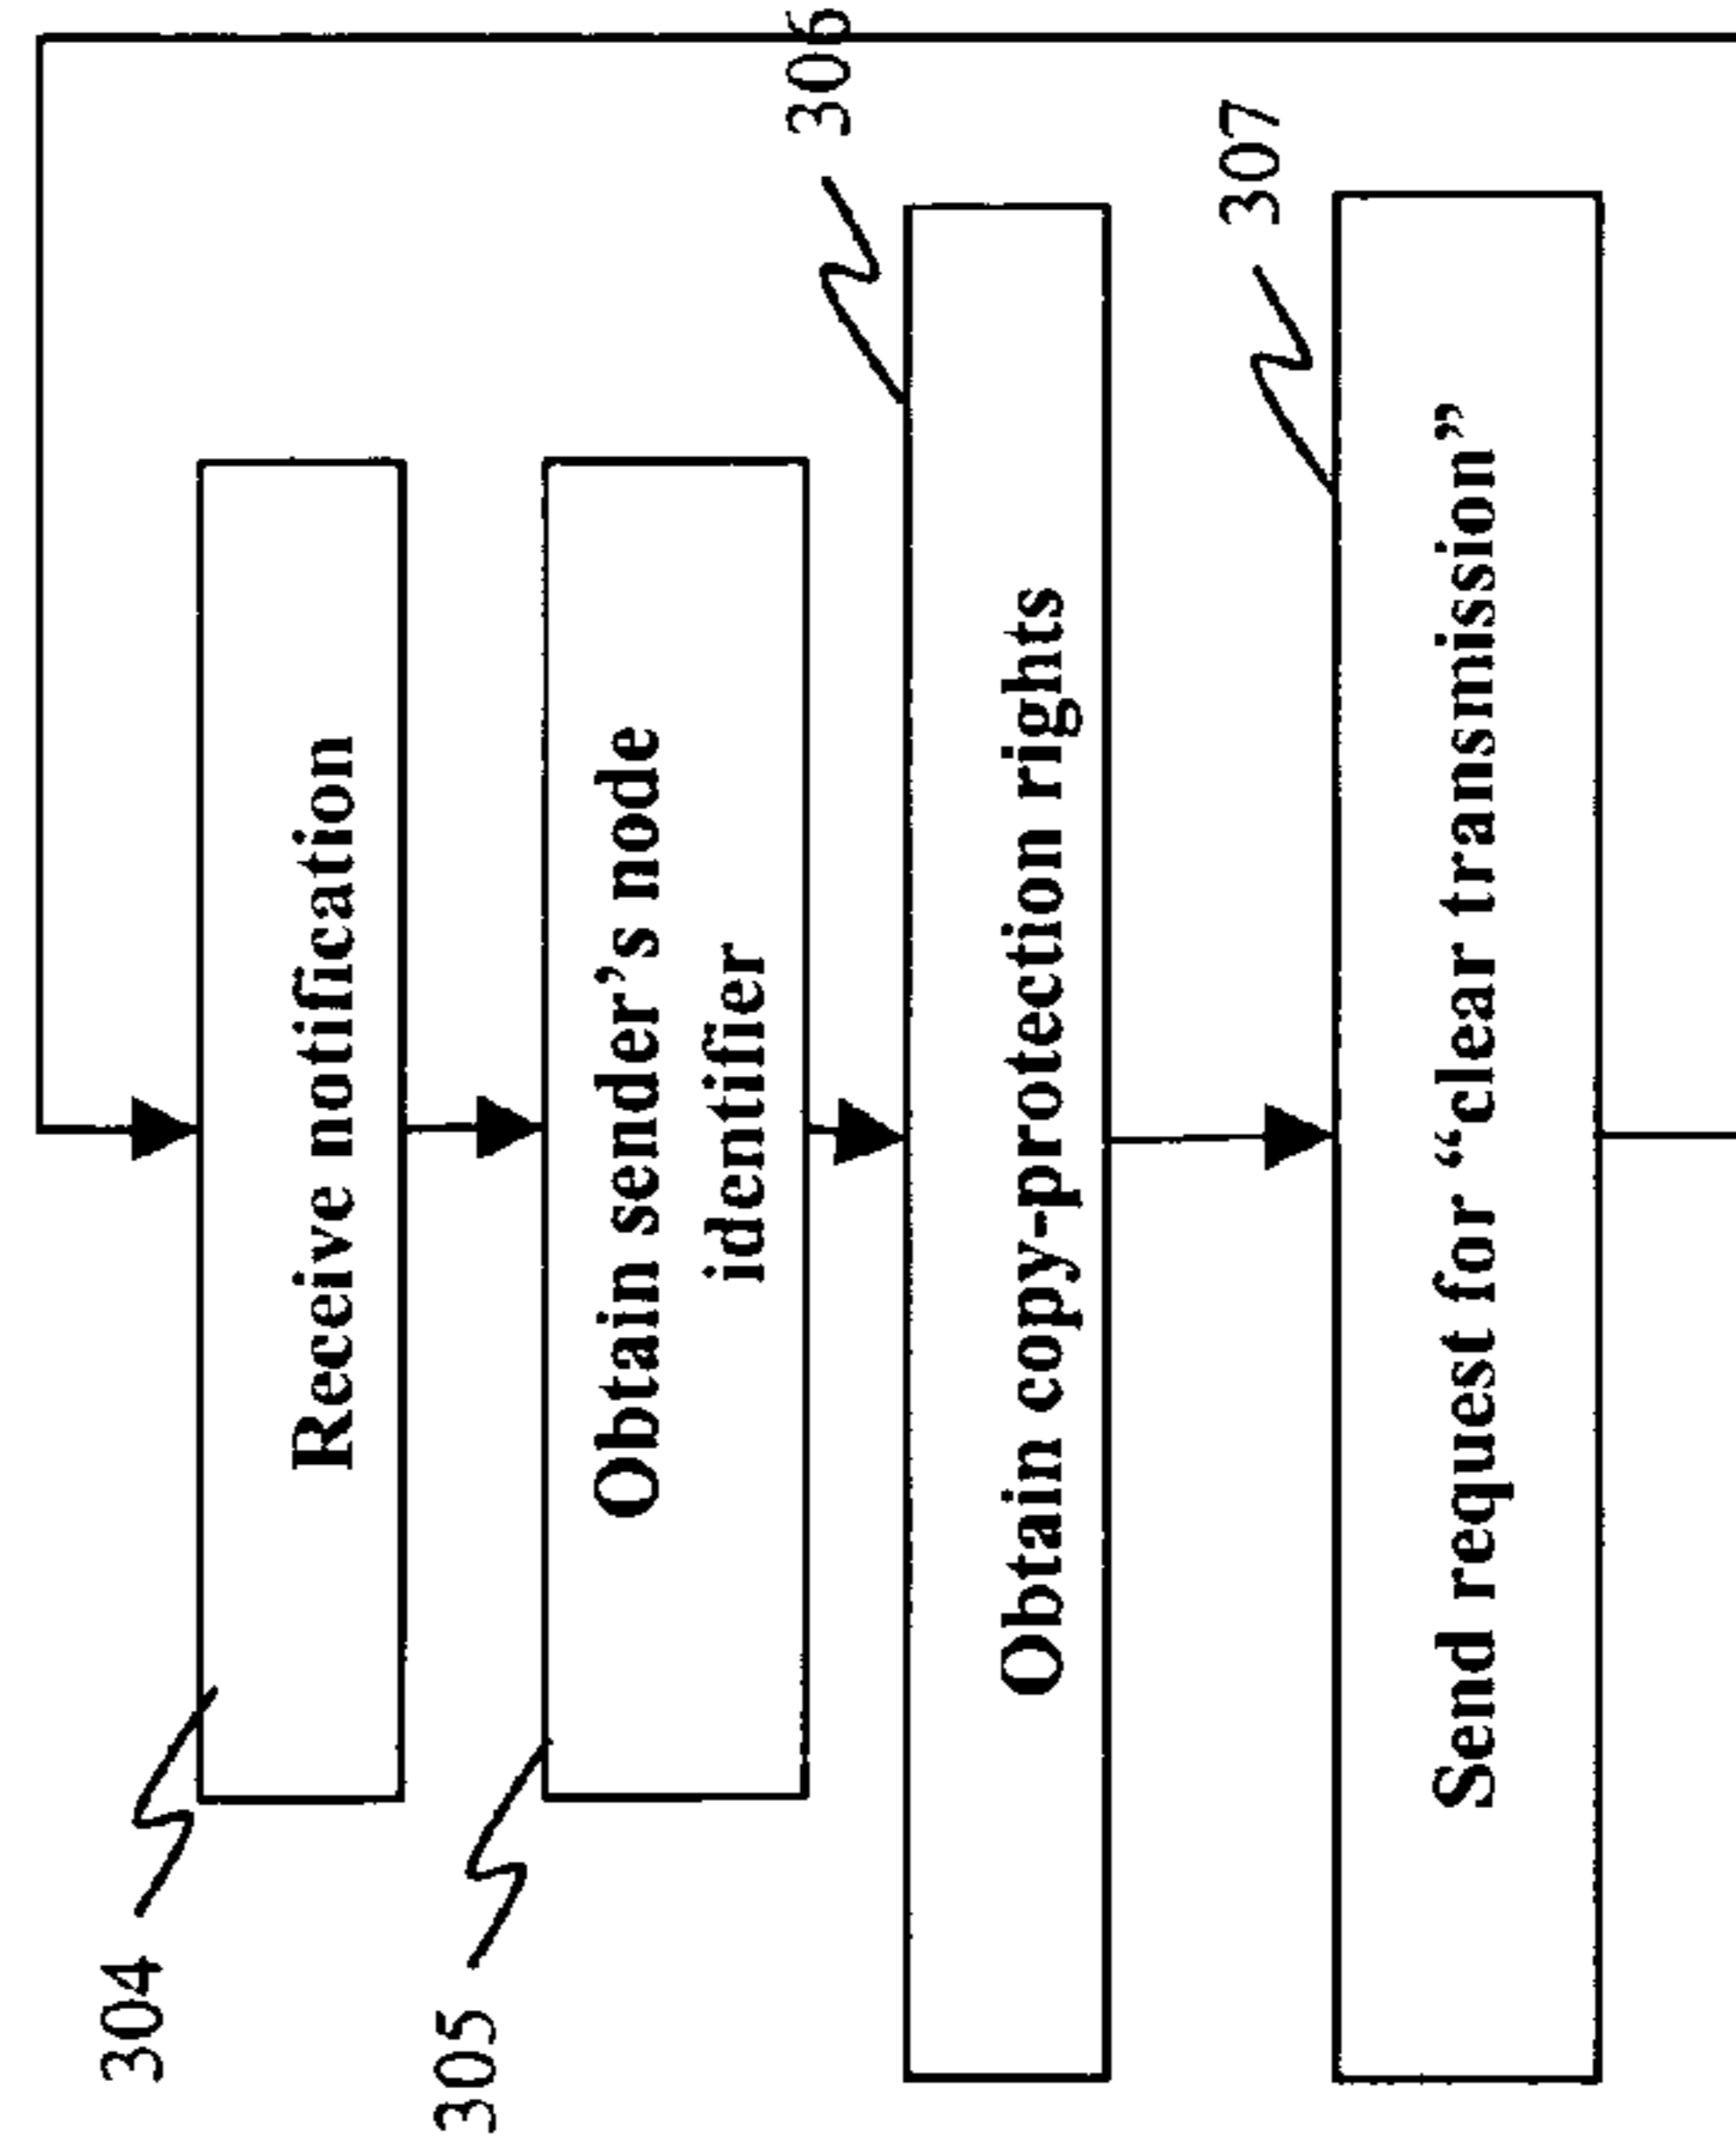 304
Receive notification
305
Obtain sender’s node
identifier
306
Obtain copy-protection rights
307
Send request for “clear transmission”